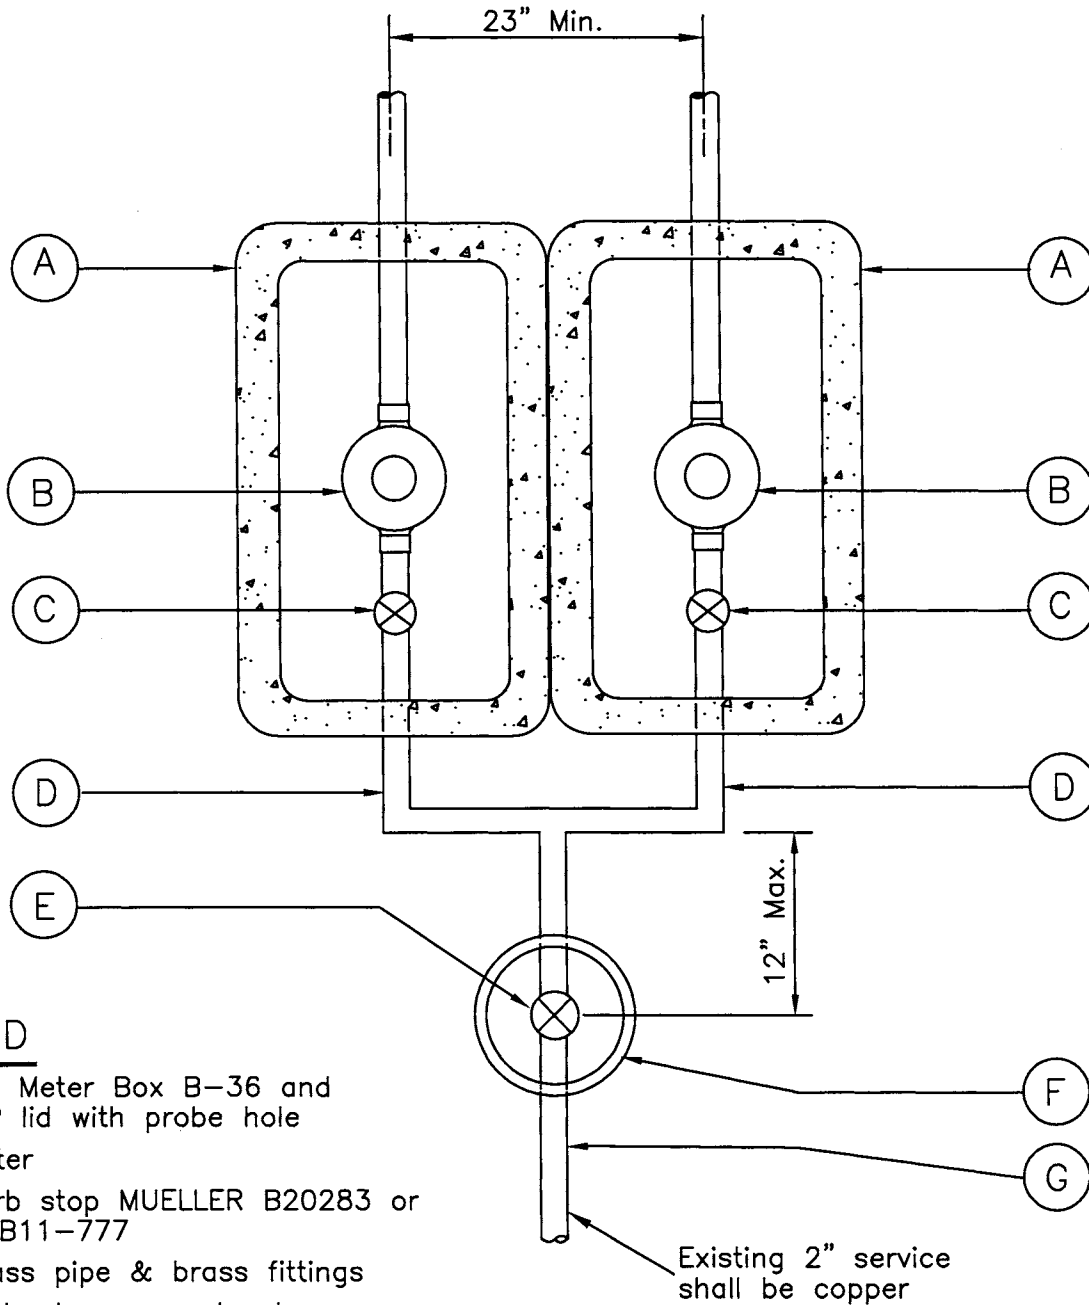 23” Min.
A
A
B
B
C
C
D
D
E
12” Max.
F
G
D
Meter Box B-36 and
lid with probe hole
ter
rb stop MUELLER B20283 or
B11-777
ass pipe & brass fittings
Existing 2” service
shall be copper